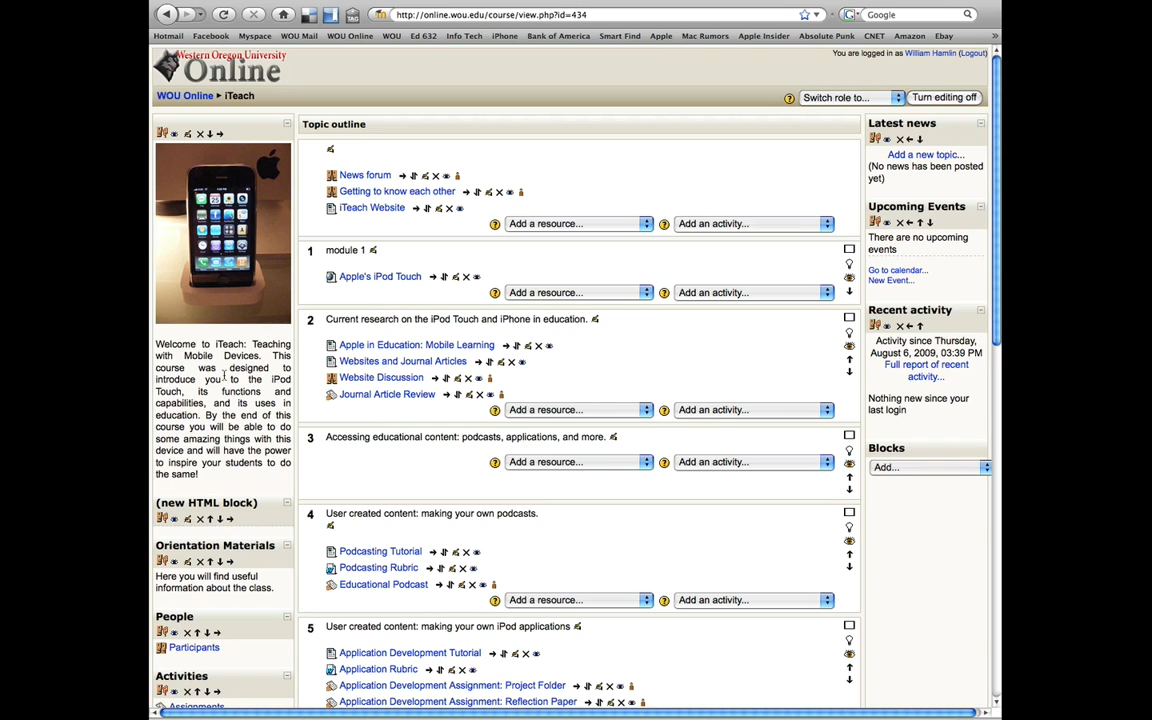 http://online.wou.edu/course/view.php?id=434
Google
Hotmail Facebook Myspace WOU Mail WOU Online WOU Ed 632 Info Tech iPhone Bank of America Smart Find Apple Mac Rumors Apple Insider Absolute Punk CNET Amazon Ebay »
Western Oregon University
Online
You are logged in as William Hamlin (Logout)
WOU Online ► iTeach
Switch role to...
Turn editing off
Welcome to iTeach: Teaching
with Mobile Devices. This
course was designed to
introduce you to the iPod
Touch, its functions and
capabilities, and its uses in
education. By the end of this
course you will be able to do
some amazing things with this
device and will have the power
to inspire your students to do
the same!
(new HTML block)
Orientation Materials
Here you will find useful
information about the class.
People
Participants
Activities
Assignments
Topic outline
News forum
Getting to know each other
iTeach Website
Add a resource... Add an activity...
1 module 1
Apple's iPod Touch
Add a resource... Add an activity...
2 Current research on the iPod Touch and iPhone in education.
Apple in Education: Mobile Learning
Websites and Journal Articles
Website Discussion
Journal Article Review
Add a resource... Add an activity...
3 Accessing educational content: podcasts, applications, and more.
Add a resource... Add an activity...
4 User created content: making your own podcasts.
Podcasting Tutorial
Podcasting Rubric
Educational Podcast
Add a resource... Add an activity...
5 User created content: making your own iPod applications
Application Development Tutorial
Application Rubric
Application Development Assignment: Project Folder
Application Development Assignment: Reflection Paper
Latest news
Add a new topic...
(No news has been posted
yet)
Upcoming Events
There are no upcoming
events
Go to calendar...
New Event...
Recent activity
Activity since Thursday,
August 6, 2009, 03:39 PM
Full report of recent
activity...
Nothing new since your
last login
Blocks
Add...